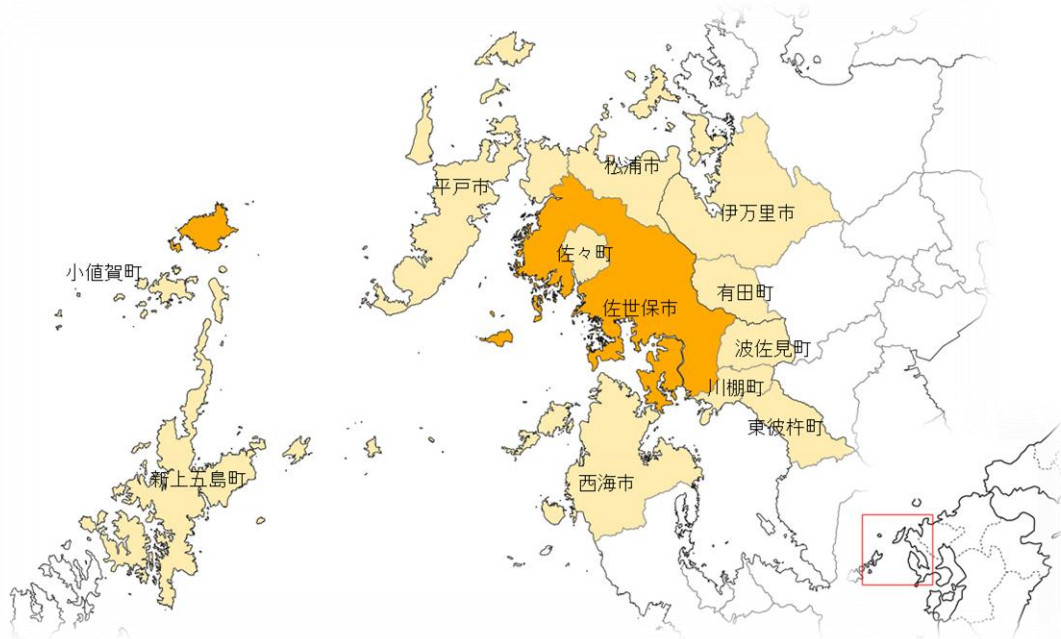 松浦市
平戸市
伊万里市
佐々町
小値賀町
有田町
佐世保市
波佐見町
川棚町
東彼杵町
新上五島町
西海市